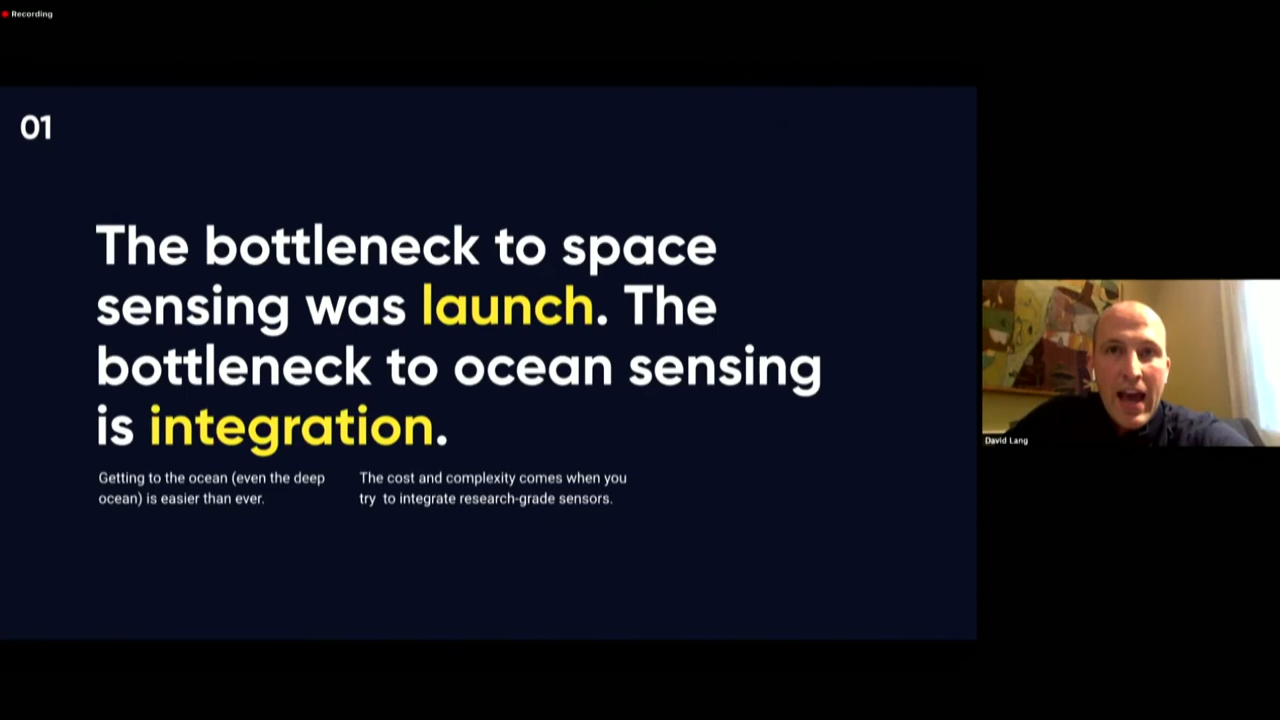 Recording
01
The bottleneck to space
sensing was launch. The
bottleneck to ocean sensing
is integration.
Getting to the ocean (even the deep
ocean) is easier than ever.
The cost and complexity comes when you
try to integrate research-grade sensors.
David Lang